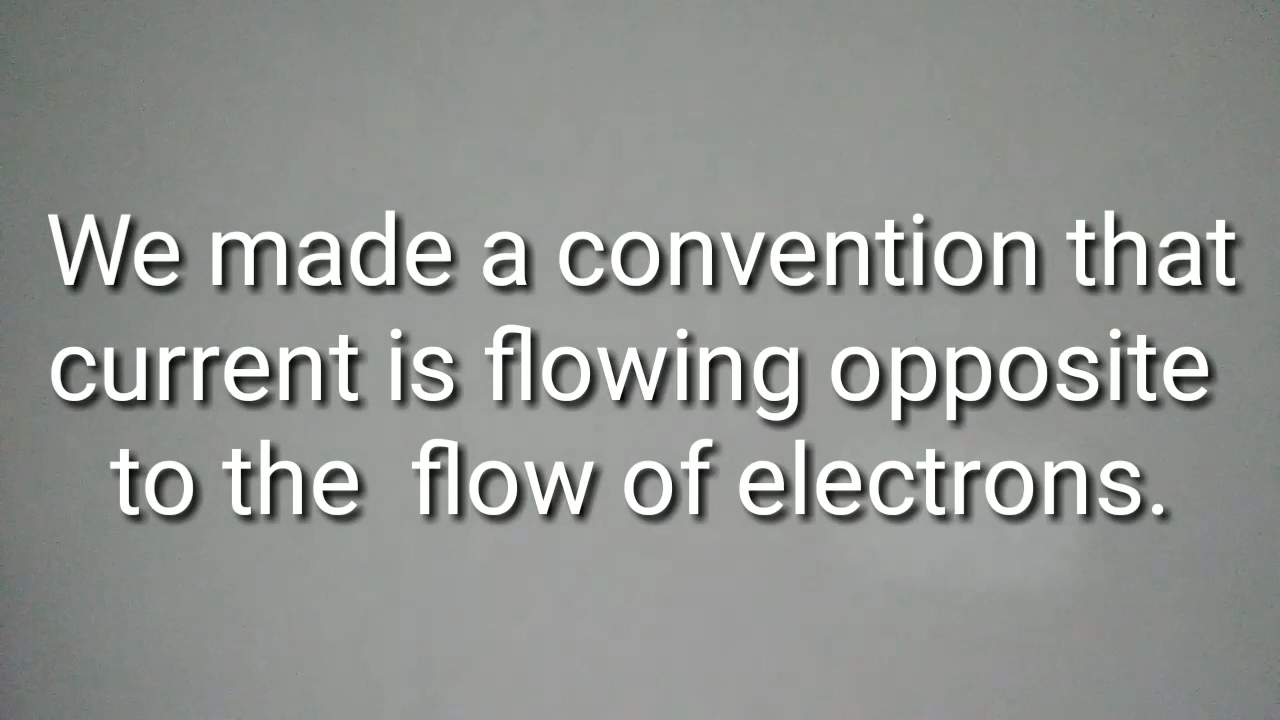 We made a convention that
current is flowing opposite
to the  flow of electrons.